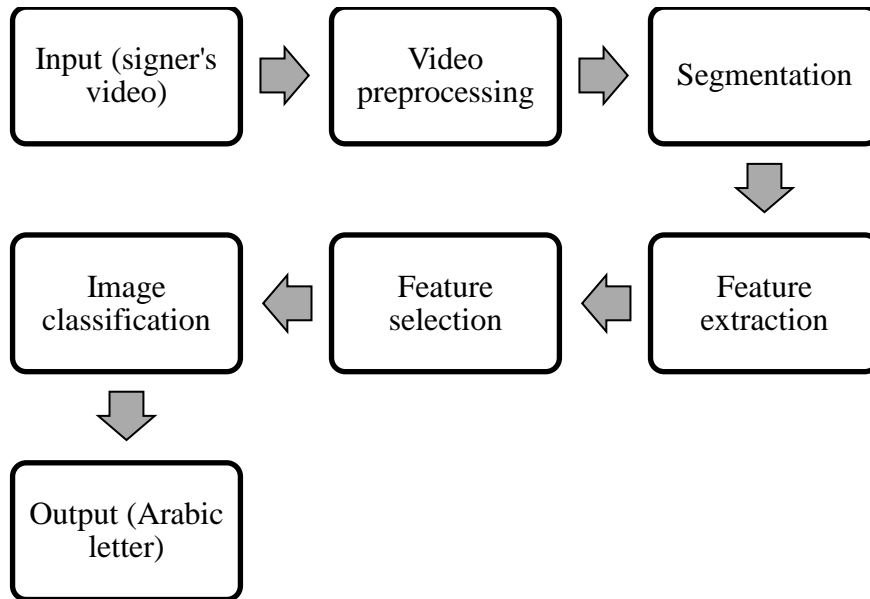 Input (signer's
video)
Video
preprocessing
Segmentation
Feature
extraction
Feature
selection
Image
classification
Output (Arabic
letter)